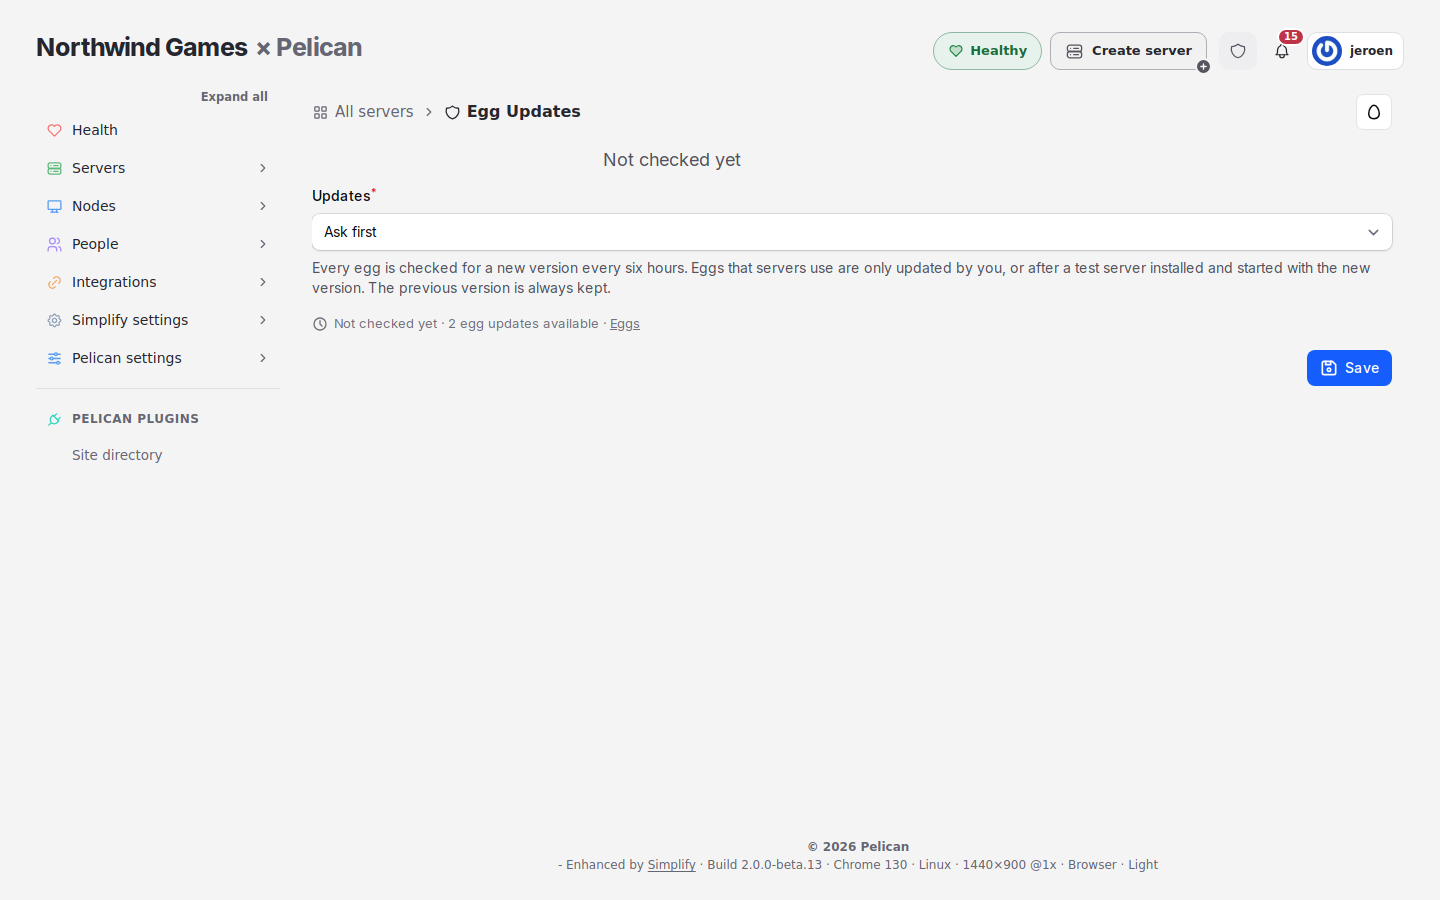 Northwind Games × Pelican
Healthy
Create server
15
jeroen
Expand all
Health
Servers
Nodes
People
Integrations
Simplify settings
Pelican settings
PELICAN PLUGINS
Site directory
All servers
Egg Updates
Not checked yet
Updates*
Ask first
Every egg is checked for a new version every six hours. Eggs that servers use are only updated by you, or after a test server installed and started with the new
version. The previous version is always kept.
Not checked yet · 2 egg updates available · Eggs
Save
© 2026 Pelican
- Enhanced by Simplify · Build 2.0.0-beta.13 · Chrome 130 · Linux · 1440×900 @1x · Browser · Light